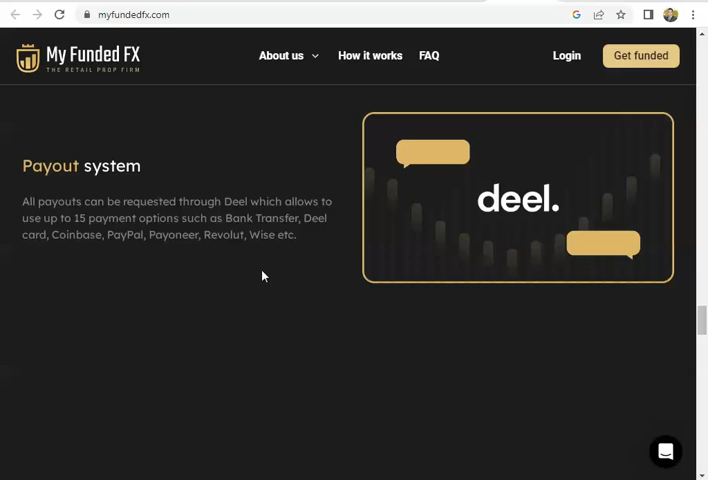 myfundedfx.com
My Funded FX
THE RETAIL PROP FIRM
About us
How it works
FAQ
Login
Get funded
Payout system
All payouts can be requested through Deel which allows to
use up to 15 payment options such as Bank Transfer, Deel
card, Coinbase, PayPal, Payoneer, Revolut, Wise etc.
deel.